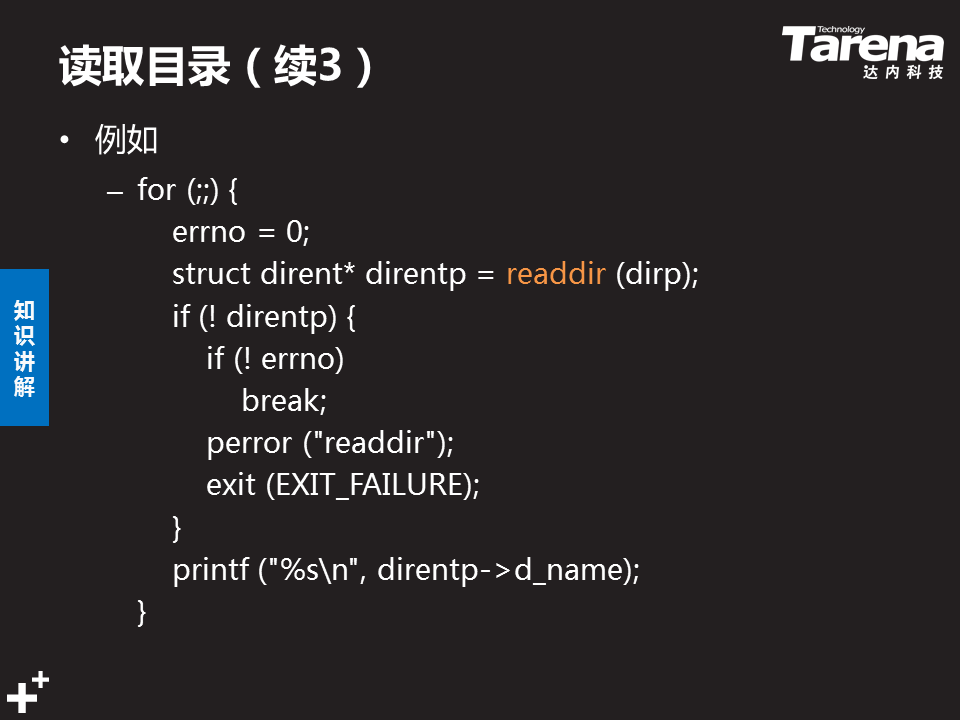 读取目录（续3）
Technology
Tarena
达内科技
• 例如
– for (;;) {
errno = 0;
struct dirent* direntp = readdir (dirp);
if (! direntp) {
if (! errno)
break;
perror ("readdir");
exit (EXIT_FAILURE);
}
printf ("%s\n", direntp->d_name);
}
知识讲解